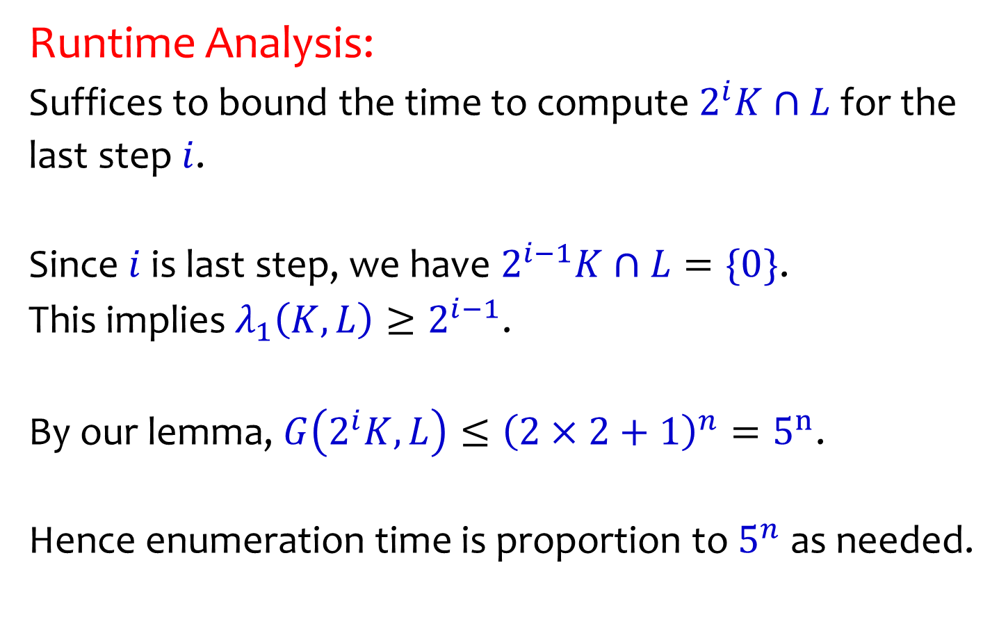 Runtime Analysis:
Suffices to bound the time to compute $2^i K \cap L$ for the
last step $i$.
Since $i$ is last step, we have $2^{i-1} K \cap L = \{0\}$.
This implies $\lambda_1(K, L) \geq 2^{i-1}$.
By our lemma, $G(2^i K, L) \leq (2 \times 2 + 1)^n = 5^{\mathrm{n}}$.
Hence enumeration time is proportion to $5^n$ as needed.